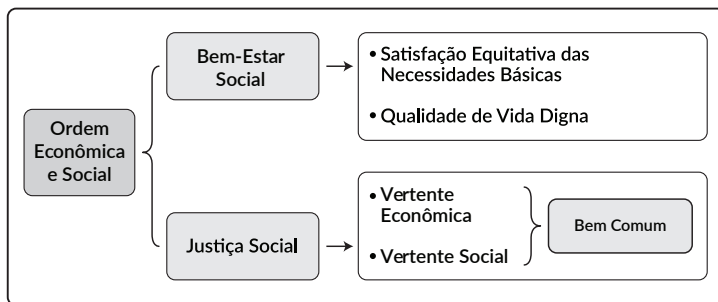 Ordem
Econômica
e Social
Bem-Estar
Social
• Satisfação Equitativa das
Necessidades Básicas
• Qualidade de Vida Digna
Justiça Social
• Vertente
Econômica
• Vertente Social
Bem Comum